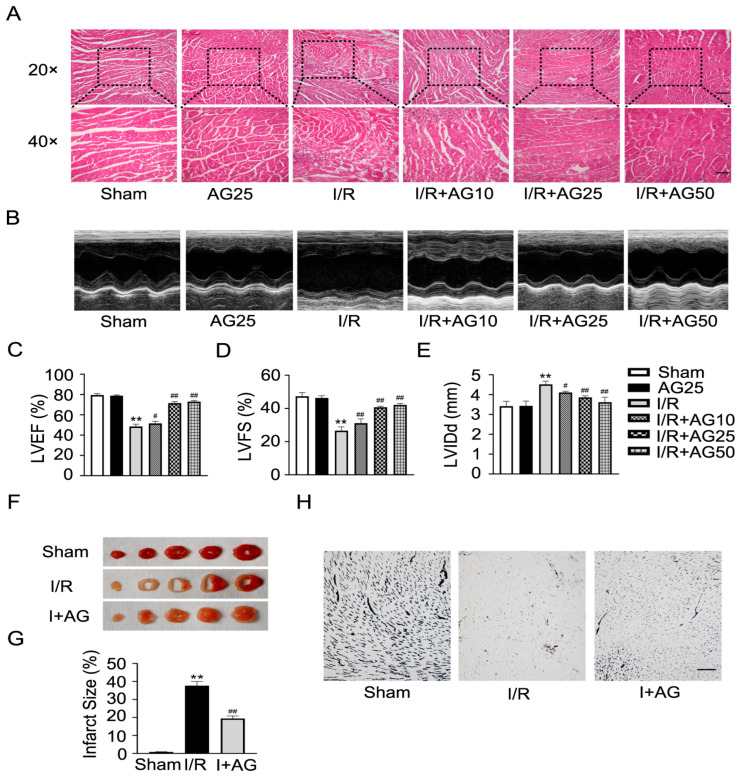 A
20×
40×
Sham AG25 I/R I/R+AG10 I/R+AG25 I/R+AG50
B
Sham AG25 I/R I/R+AG10 I/R+AG25 I/R+AG50
C
LVEF (%)
100
80
60
40
20
0
** # ## ##
D
LVFS (%)
60
40
20
0
** ## ## ##
E
LVIDd (mm)
5
4
3
2
1
0
** # ## ##
Sham
AG25
I/R
I/R+AG10
I/R+AG25
I/R+AG50
F
Sham
I/R
I+AG
G
Infarct Size (%)
50
40
30
20
10
0
** ##
Sham I/R I+AG
H
Sham I/R I+AG